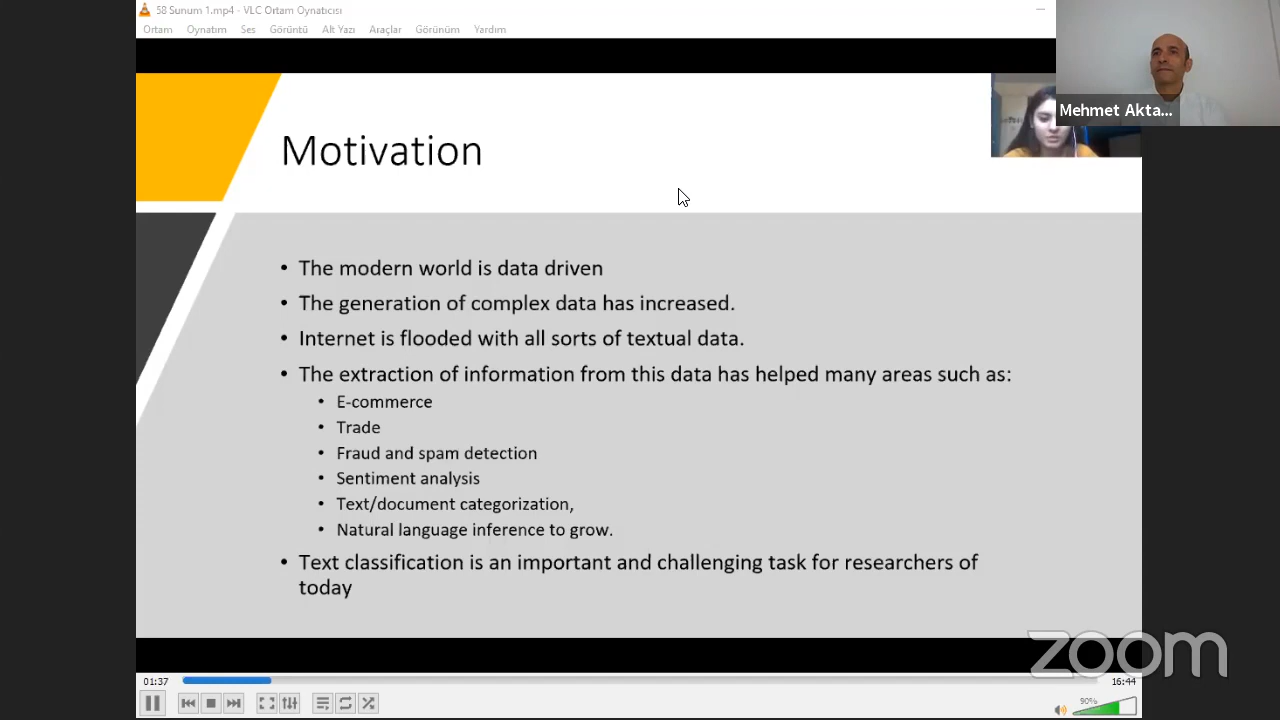 58 Sunum 1.mp4 - VLC Ortam Oynatıcısı
Ortam Oynatım Ses Görüntü Alt Yazı Araçlar Görünüm Yardım
Mehmet Akta...
Motivation
• The modern world is data driven
• The generation of complex data has increased.
• Internet is flooded with all sorts of textual data.
• The extraction of information from this data has helped many areas such as:
• E-commerce
• Trade
• Fraud and spam detection
• Sentiment analysis
• Text/document categorization,
• Natural language inference to grow.
• Text classification is an important and challenging task for researchers of
today
zoom
01:37 16:44
90%